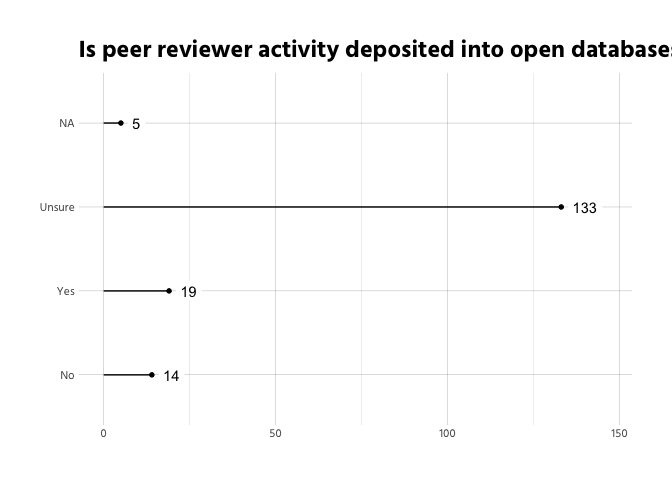 Is peer reviewer activity deposited into open database
NA
5
Unsure
133
Yes
19
No
14
0 50 100 150